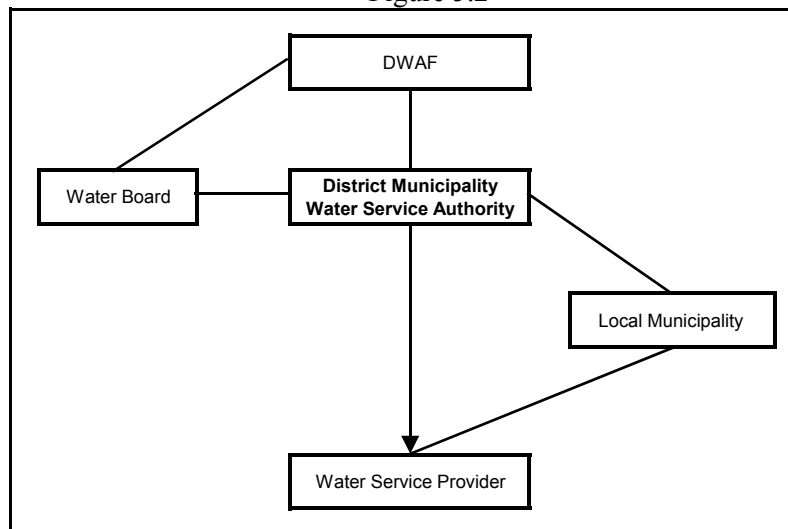 DWAF
Water Board
District Municipality
Water Service Authority
Local Municipality
Water Service Provider